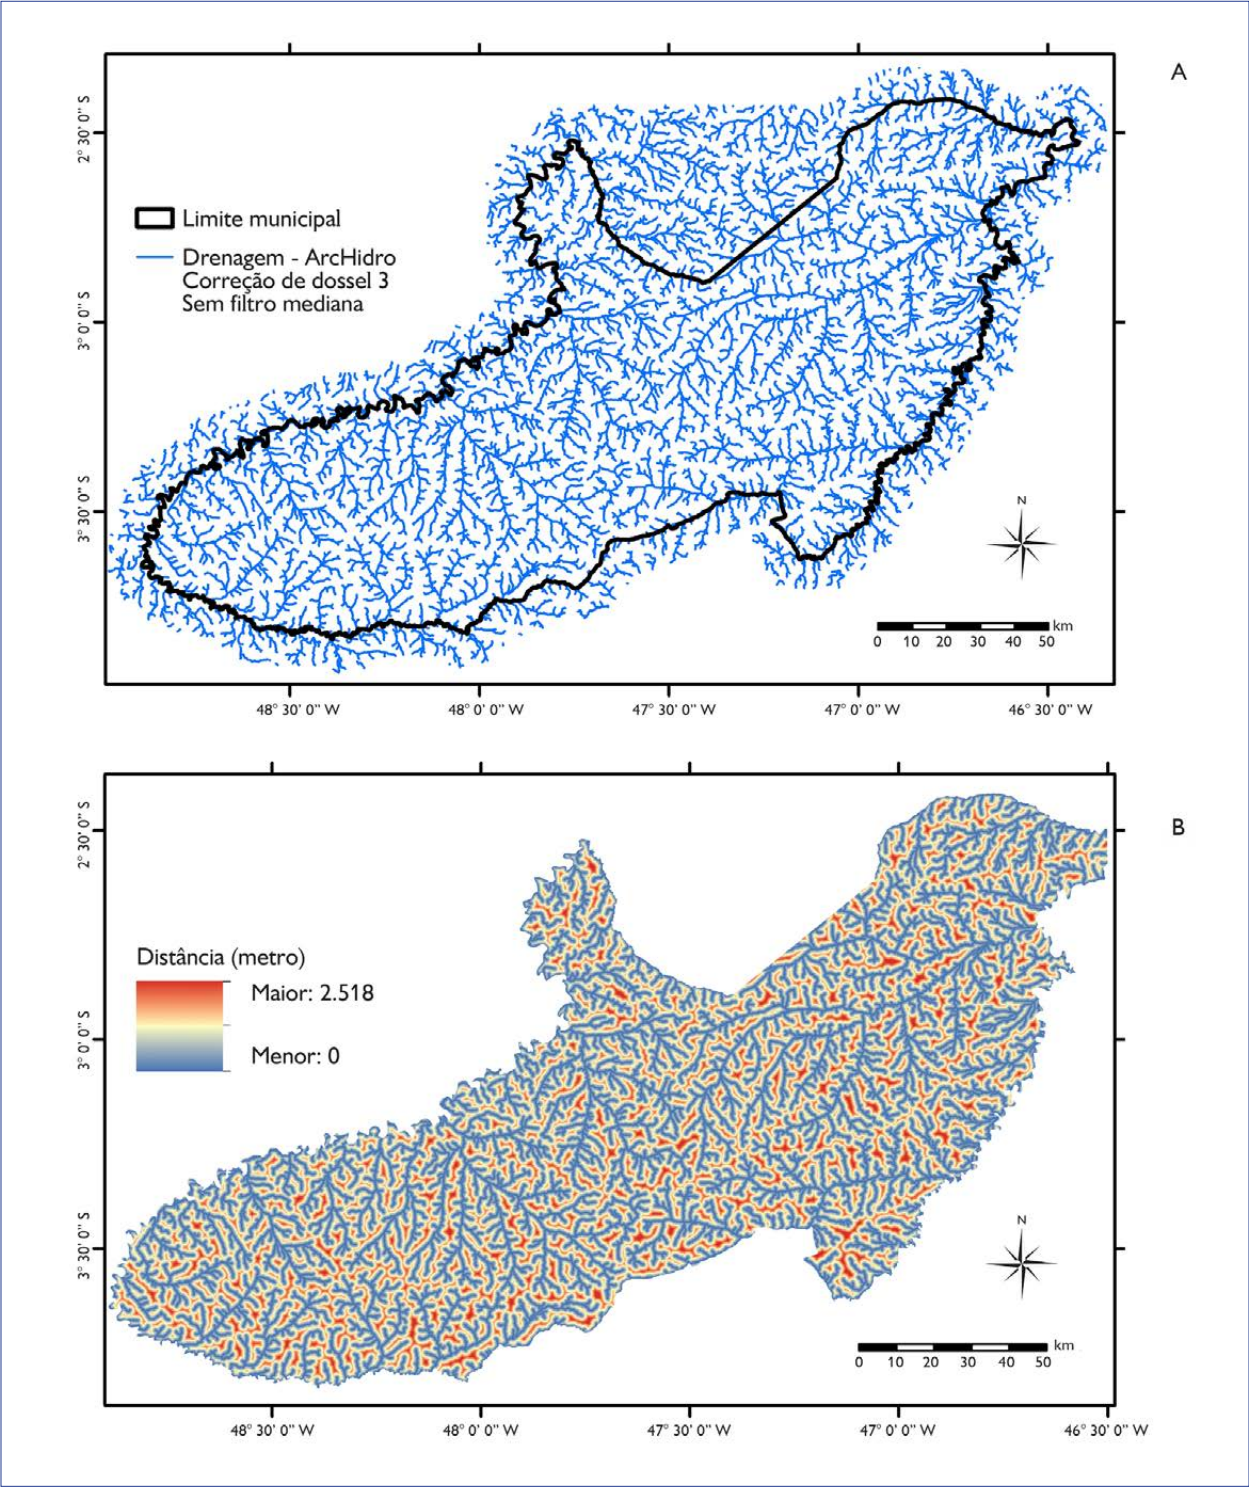 A
2° 30' 0'' S
3° 0' 0'' S
3° 30' 0'' S
Limite municipal
Drenagem - ArcHidro
Correção de dossel 3
Sem filtro mediana
N
0 10 20 30 40 50 km
48° 30' 0'' W 48° 0' 0'' W 47° 30' 0'' W 47° 0' 0'' W 46° 30' 0'' W
B
2° 30' 0'' S
3° 0' 0'' S
3° 30' 0'' S
Distância (metro)
Maior: 2.518
Menor: 0
N
0 10 20 30 40 50 km
48° 30' 0'' W 48° 0' 0'' W 47° 30' 0'' W 47° 0' 0'' W 46° 30' 0'' W